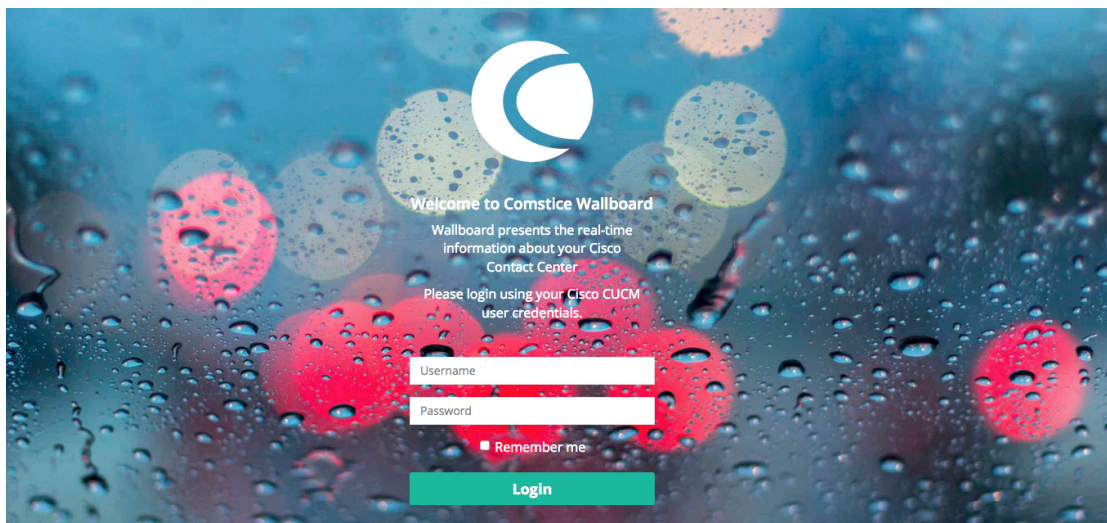 Welcome to Comstice Wallboard
Wallboard presents the real-time
information about your Cisco
Contact Center
Please login using your Cisco CUCM
user credentials.
Username
Password
Remember me
Login